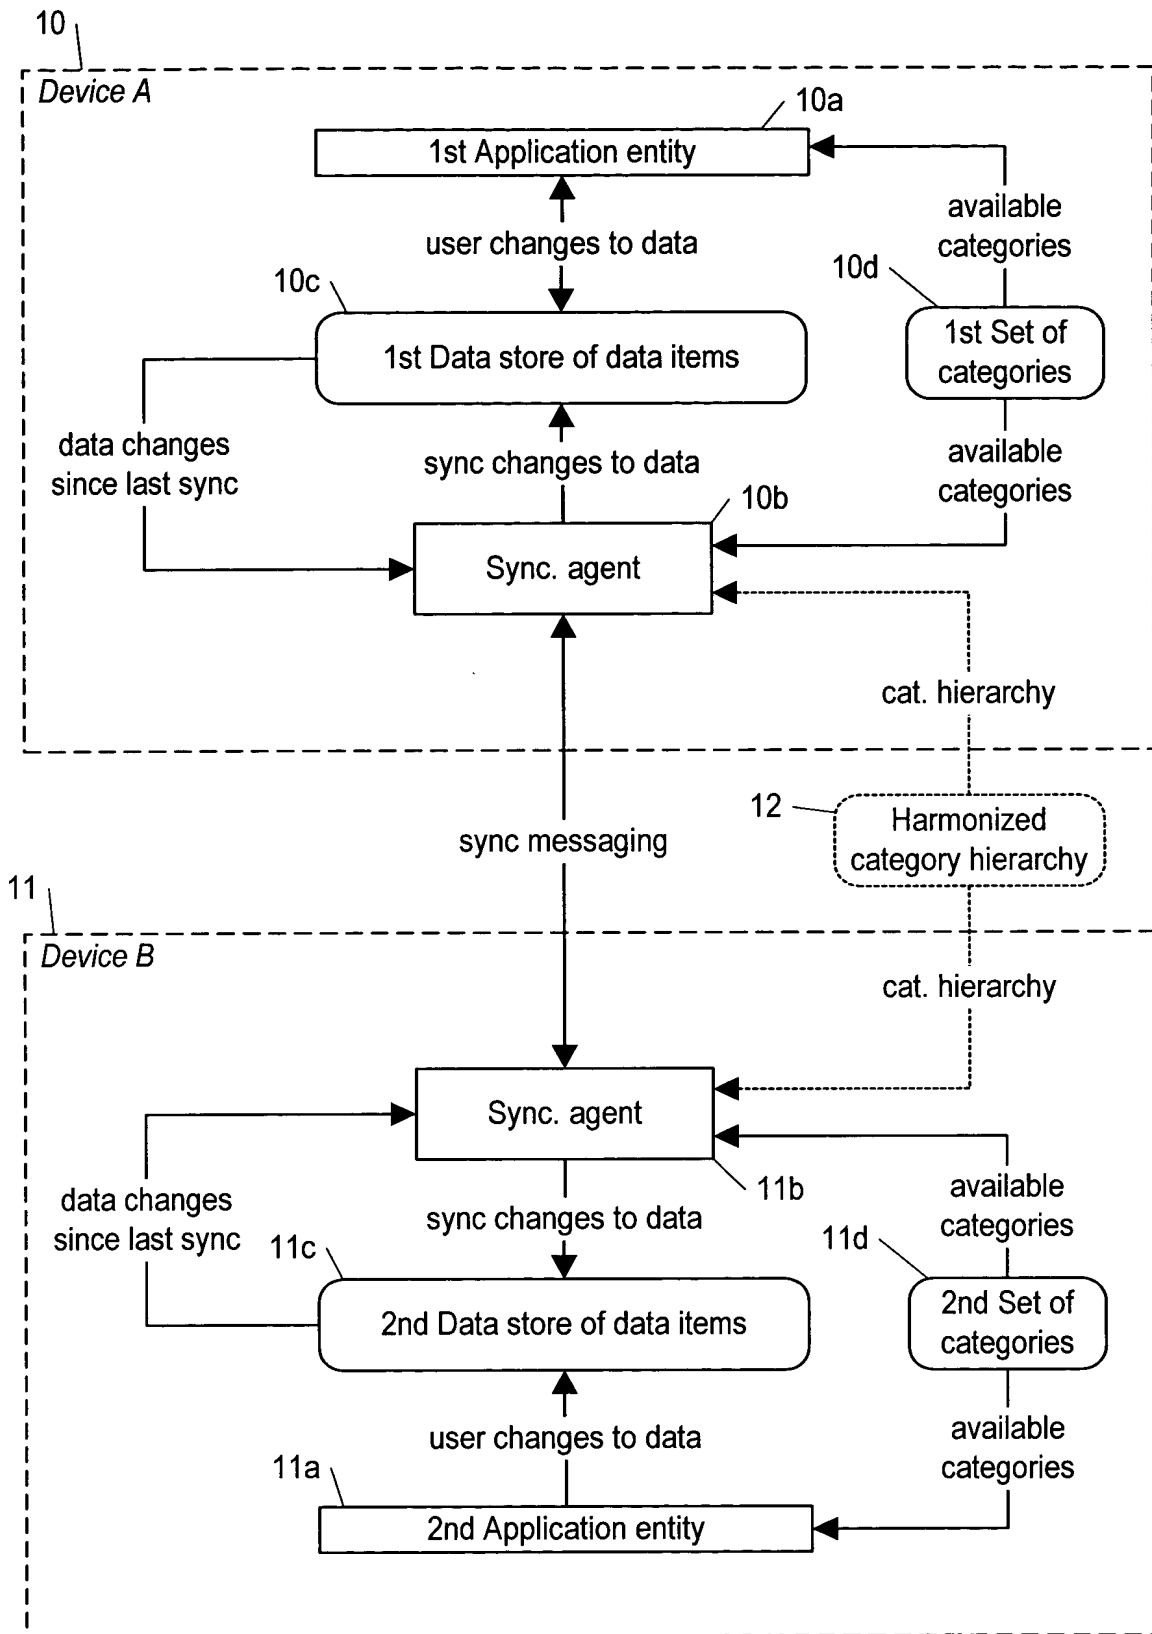 10
Device A
10a
1st Application entity
available
categories
user changes to data
10c
10d
1st Data store of data items
1st Set of
categories
data changes
since last sync
sync changes to data
available
categories
10b
Sync. agent
cat. hierarchy
12
Harmonized
category hierarchy
sync messaging
11
Device B
cat. hierarchy
Sync. agent
11b
data changes
since last sync
sync changes to data
available
categories
11c
11d
2nd Data store of data items
2nd Set of
categories
user changes to data
available
categories
11a
2nd Application entity